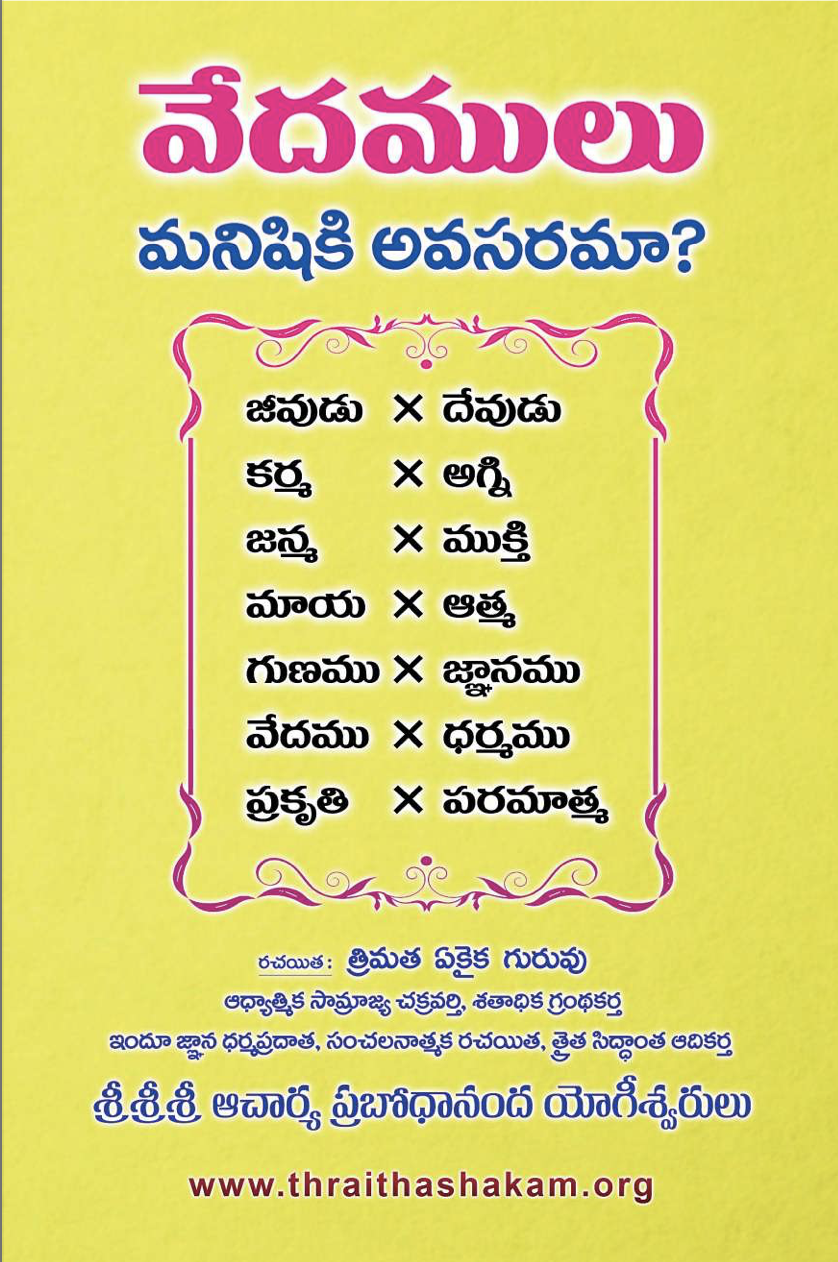 వేదములు
మనిషికి అవసరమా?
జీవుడు × దేవుడు
కర్మ × అగ్ని
జన్మ × ముక్తి
మాయ × ఆత్మ
గుణము × జ్ఞానము
వేదము × ధర్మము
ప్రకృతి × పరమాత్మ
రచయిత: త్రిమత ఏకైక గురువు
ఆధ్యాత్మిక సామ్రాజ్య చక్రవర్తి, శతాధిక గ్రంథకర్త
ఇందూ జ్ఞాన ధర్మప్రదాత, సంచలనాత్మక రచయిత, త్రైత సిద్ధాంత ఆదికర్త
శ్రీశ్రీశ్రీ ఆచార్య ప్రబోధానంద యోగీశ్వరులు
www.thraithashakam.org